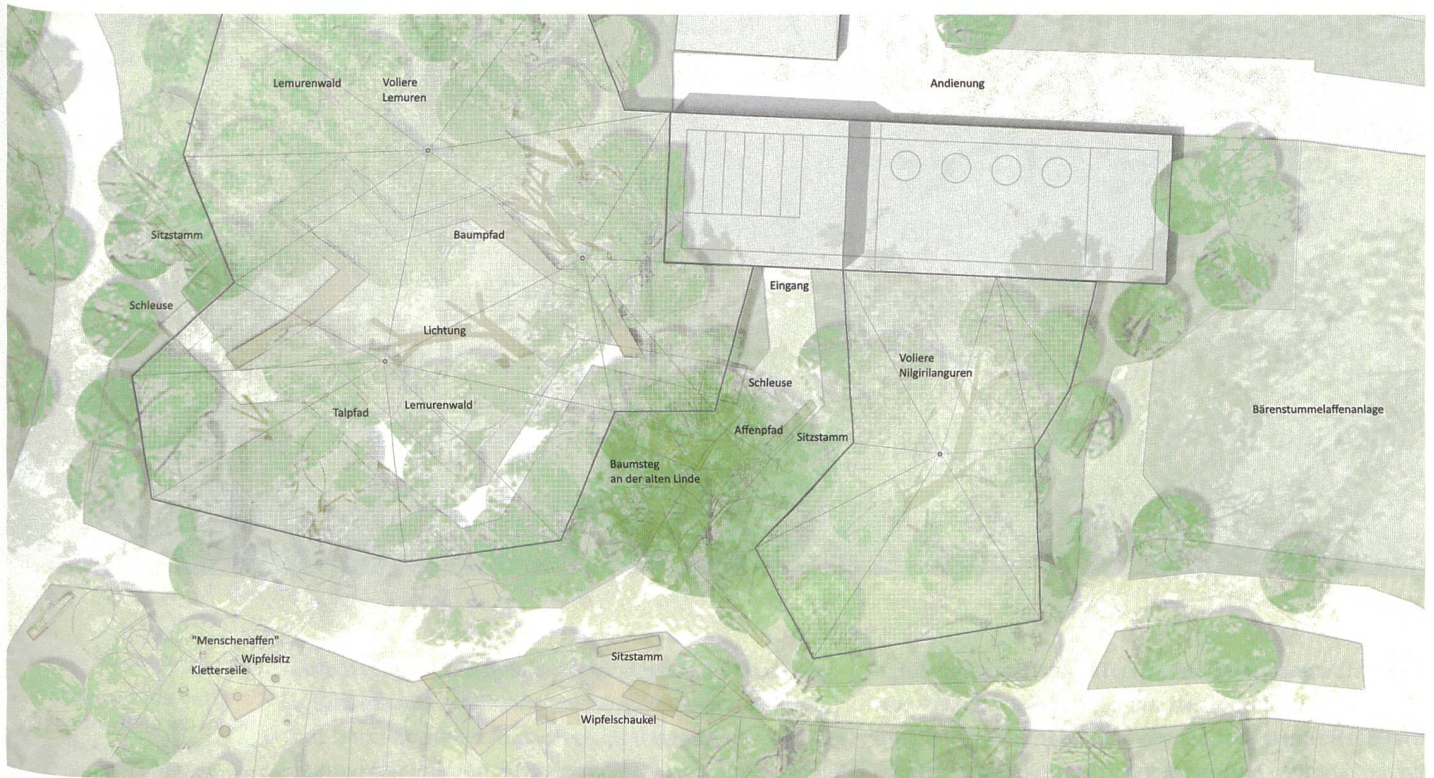 Lemurenwald
Voliere
Lemuren
Andienung
Sitzstamm
Baumpfad
Eingang
Schleuse
Lichtung
Voliere
Nilgirilanguren
Schleuse
Talpfad
Lemurenwald
Affenpfad
Sitzstamm
Bärenstummelaffenanlage
Baumsteg
an der alten Linde
"Menschenaffen"
Wipfelsitz
Kletterseile
Sitzstamm
Wipfelschaukel